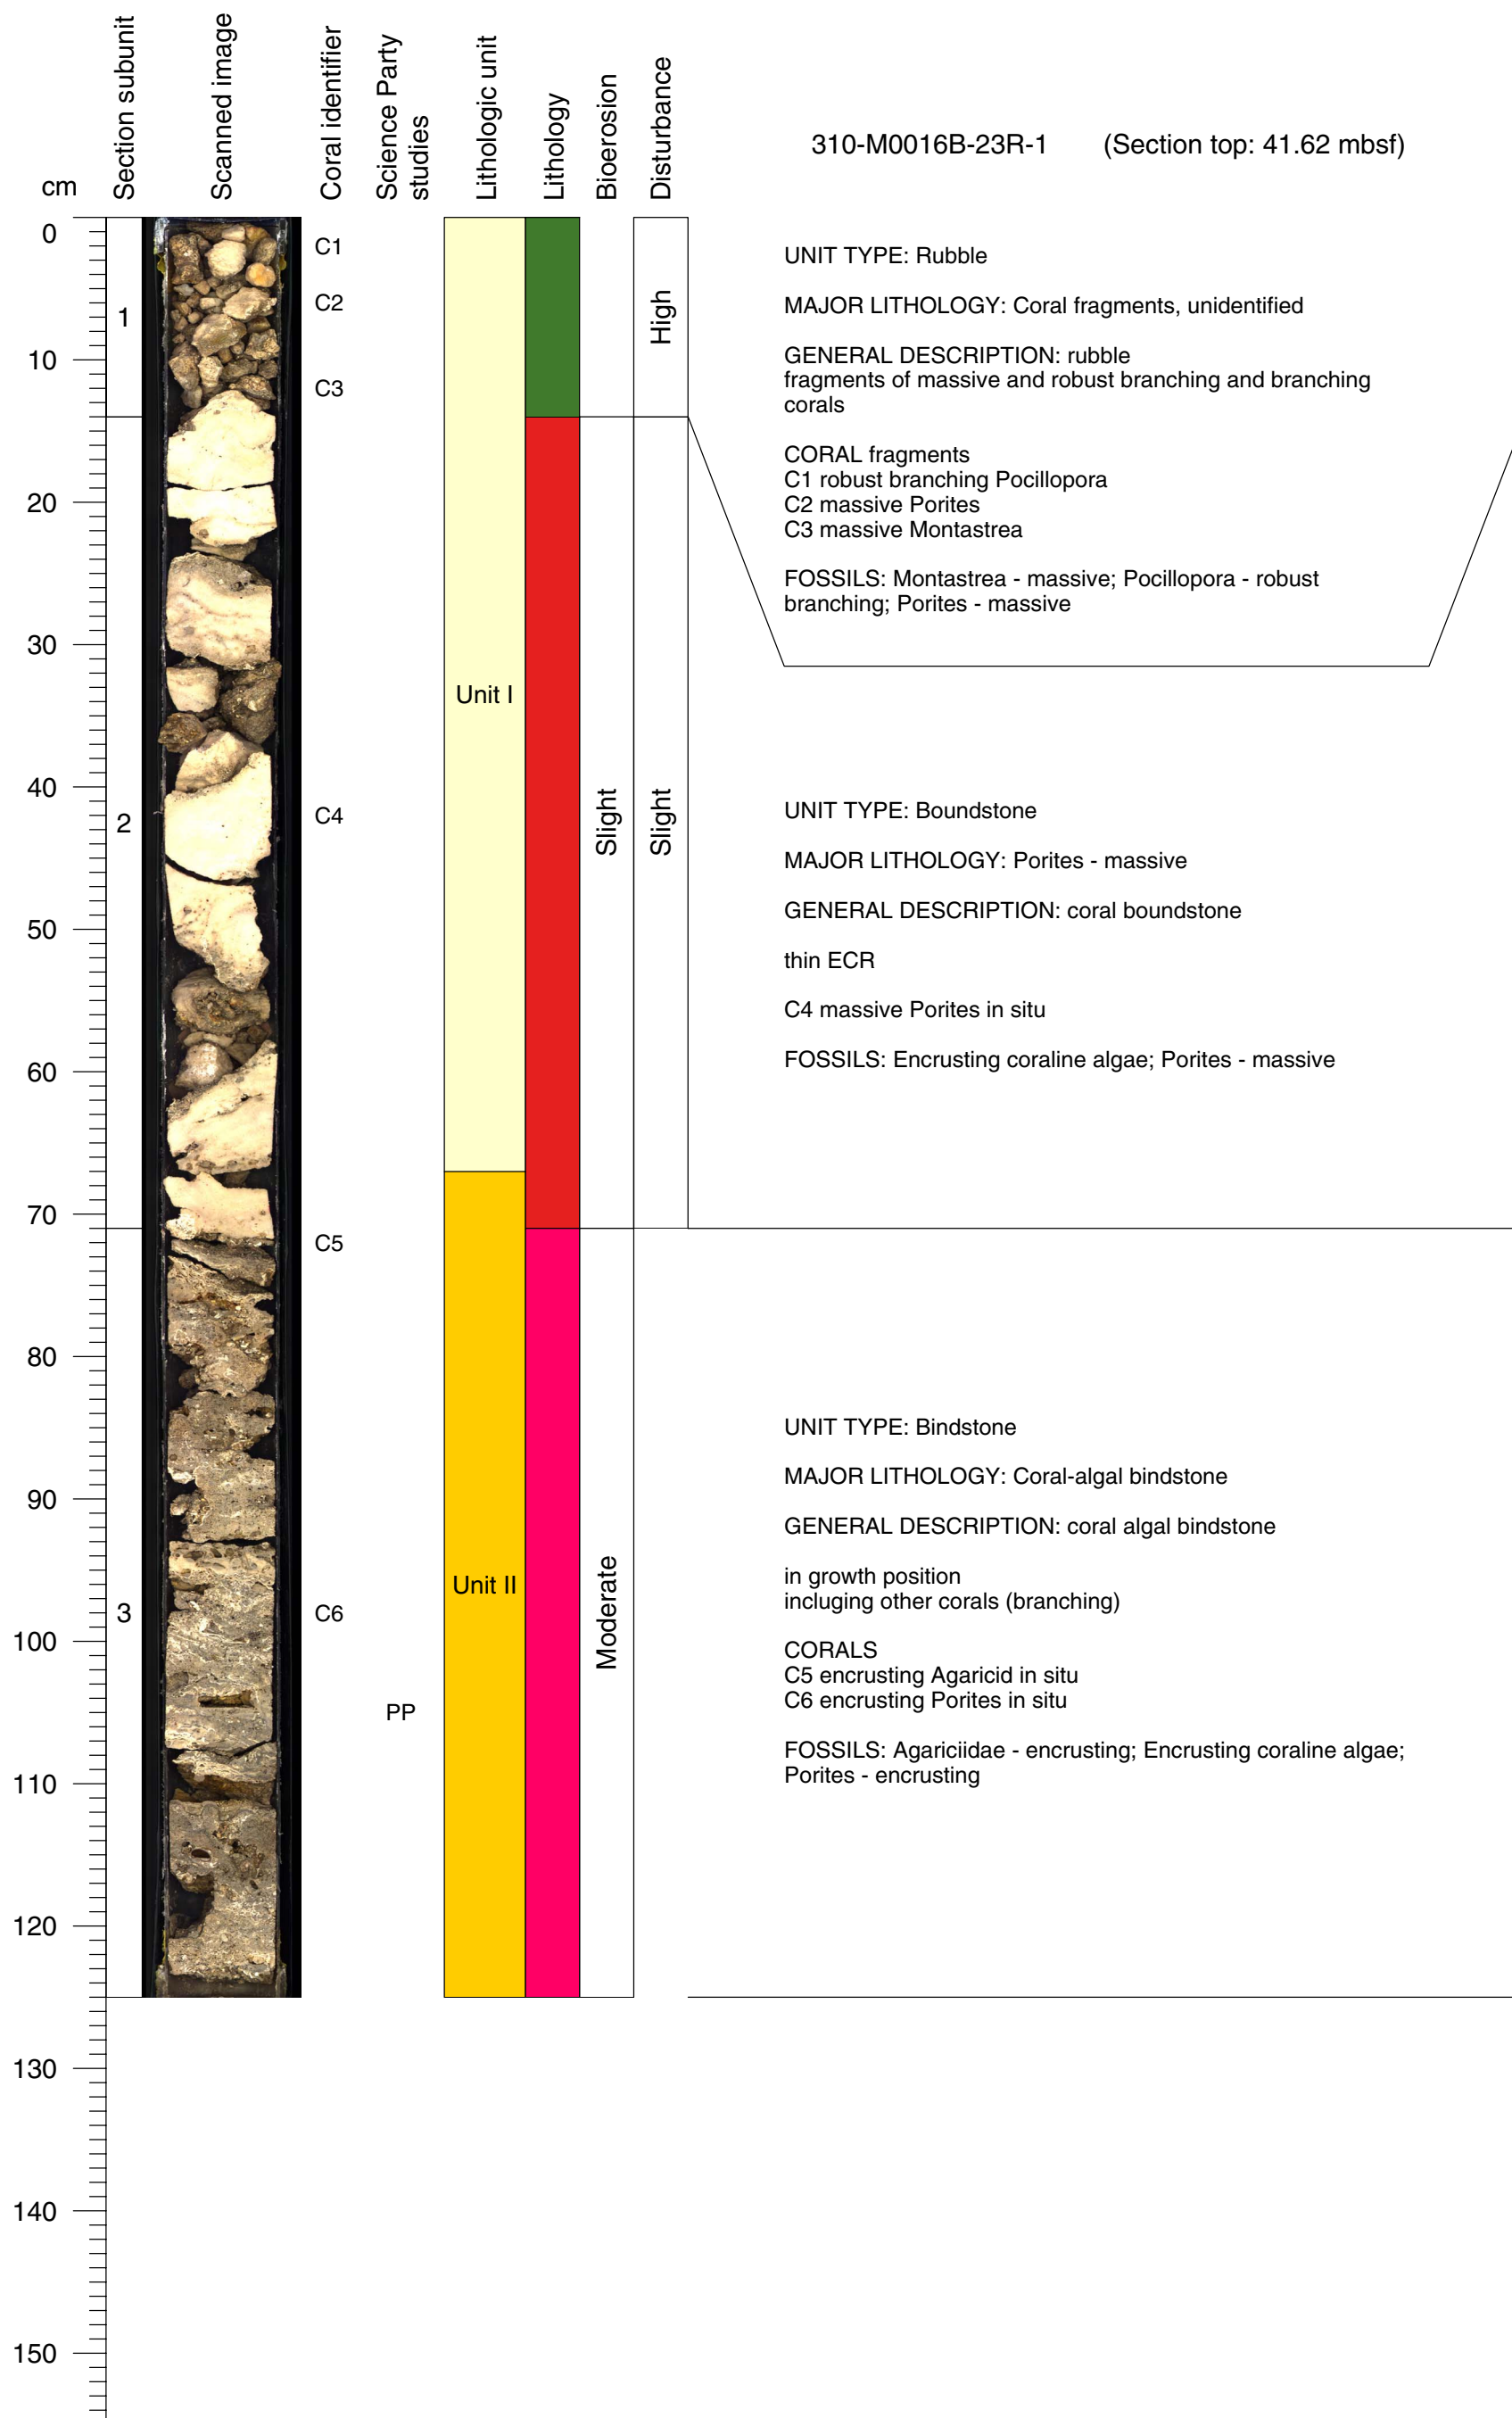 310-M0016B-23R-1 (Section top: 41.62 mbsf)
cm
Section subunit
Scanned image
Coral identifier
Science Party
studies
Lithologic unit
Lithology
Bioerosion
Disturbance
0
10
20
30
40
50
60
70
80
90
100
110
120
130
140
150
1
2
3
C1
C2
C3
C4
C5
C6
PP
Unit I
Unit II
Slight
Moderate
High
Slight
UNIT TYPE: Rubble
MAJOR LITHOLOGY: Coral fragments, unidentified
GENERAL DESCRIPTION: rubble
fragments of massive and robust branching and branching
corals
CORAL fragments
C1 robust branching Pocillopora
C2 massive Porites
C3 massive Montastrea
FOSSILS: Montastrea - massive; Pocillopora - robust
branching; Porites - massive
UNIT TYPE: Boundstone
MAJOR LITHOLOGY: Porites - massive
GENERAL DESCRIPTION: coral boundstone
thin ECR
C4 massive Porites in situ
FOSSILS: Encrusting coraline algae; Porites - massive
UNIT TYPE: Bindstone
MAJOR LITHOLOGY: Coral-algal bindstone
GENERAL DESCRIPTION: coral algal bindstone
in growth position
incluging other corals (branching)
CORALS
C5 encrusting Agaricid in situ
C6 encrusting Porites in situ
FOSSILS: Agariciidae - encrusting; Encrusting coraline algae;
Porites - encrusting